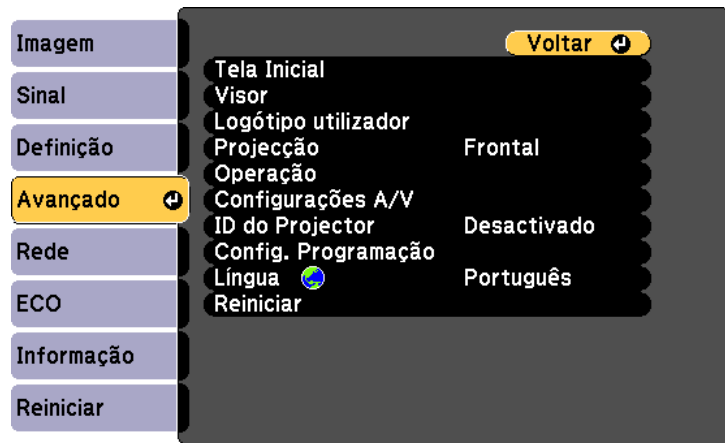 Imagem
Sinal
Definição
Avançado
Rede
ECO
Informação
Reiniciar
Voltar
Tela Inicial
Visor
Logótipo utilizador
Projecção Frontal
Operação
Configurações A/V
ID do Projector Desactivado
Config. Programação
Língua Português
Reiniciar